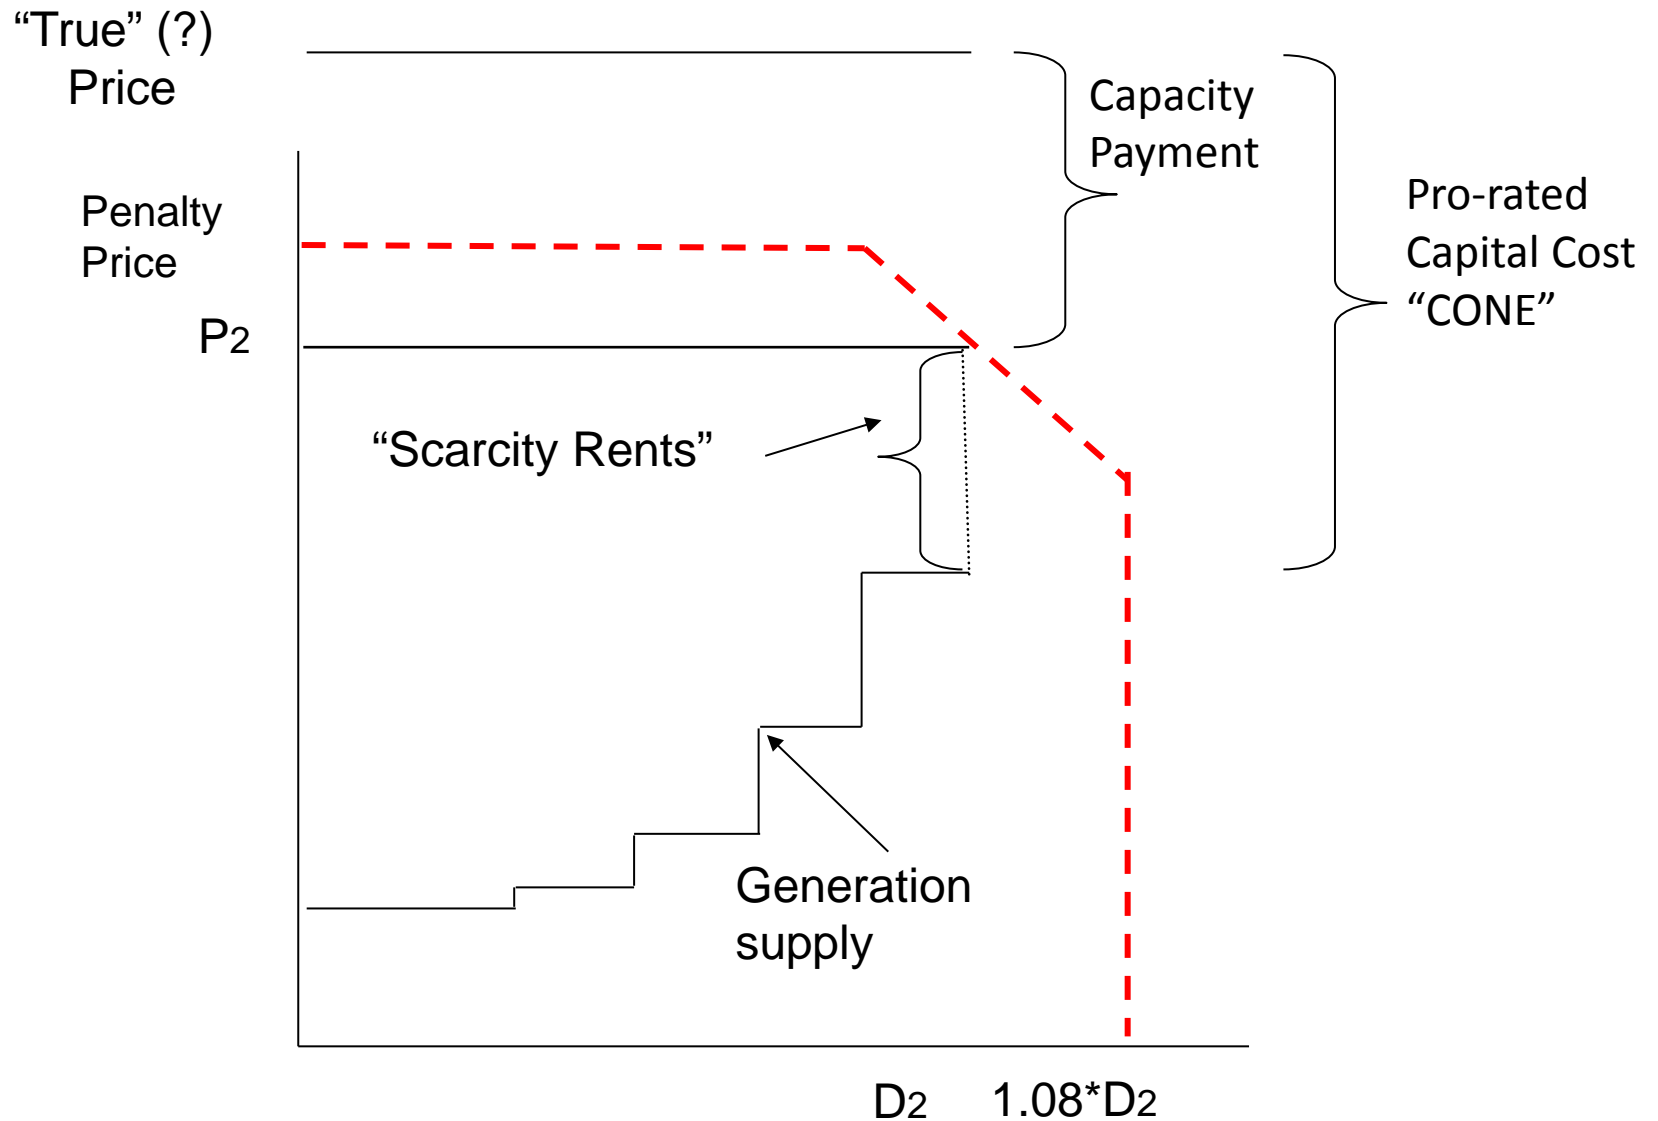 “True” (?)
Price
Capacity
Payment
Penalty
Price
Pro-rated
Capital Cost
“CONE”
P2
“Scarcity Rents”
Generation
supply
D2
1.08*D2